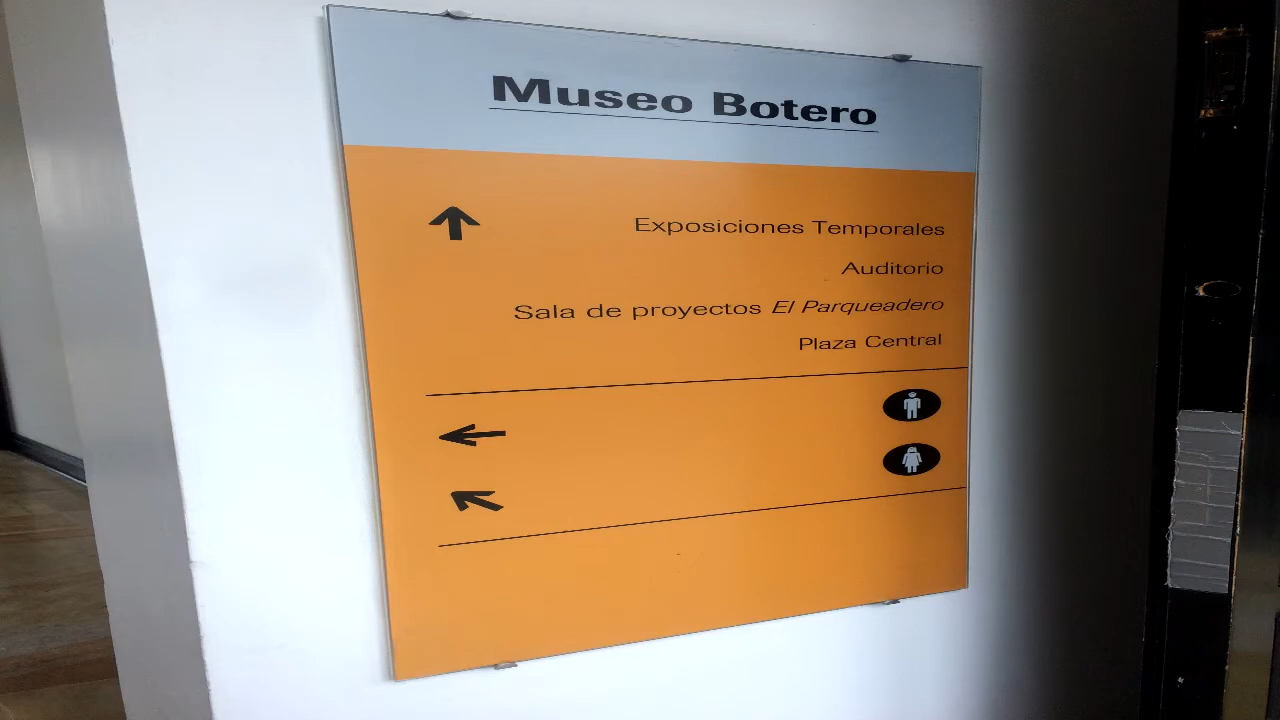 Museo Botero
Exposiciones Temporales
Auditorio
Sala de proyectos El Parqueadero
Plaza Central